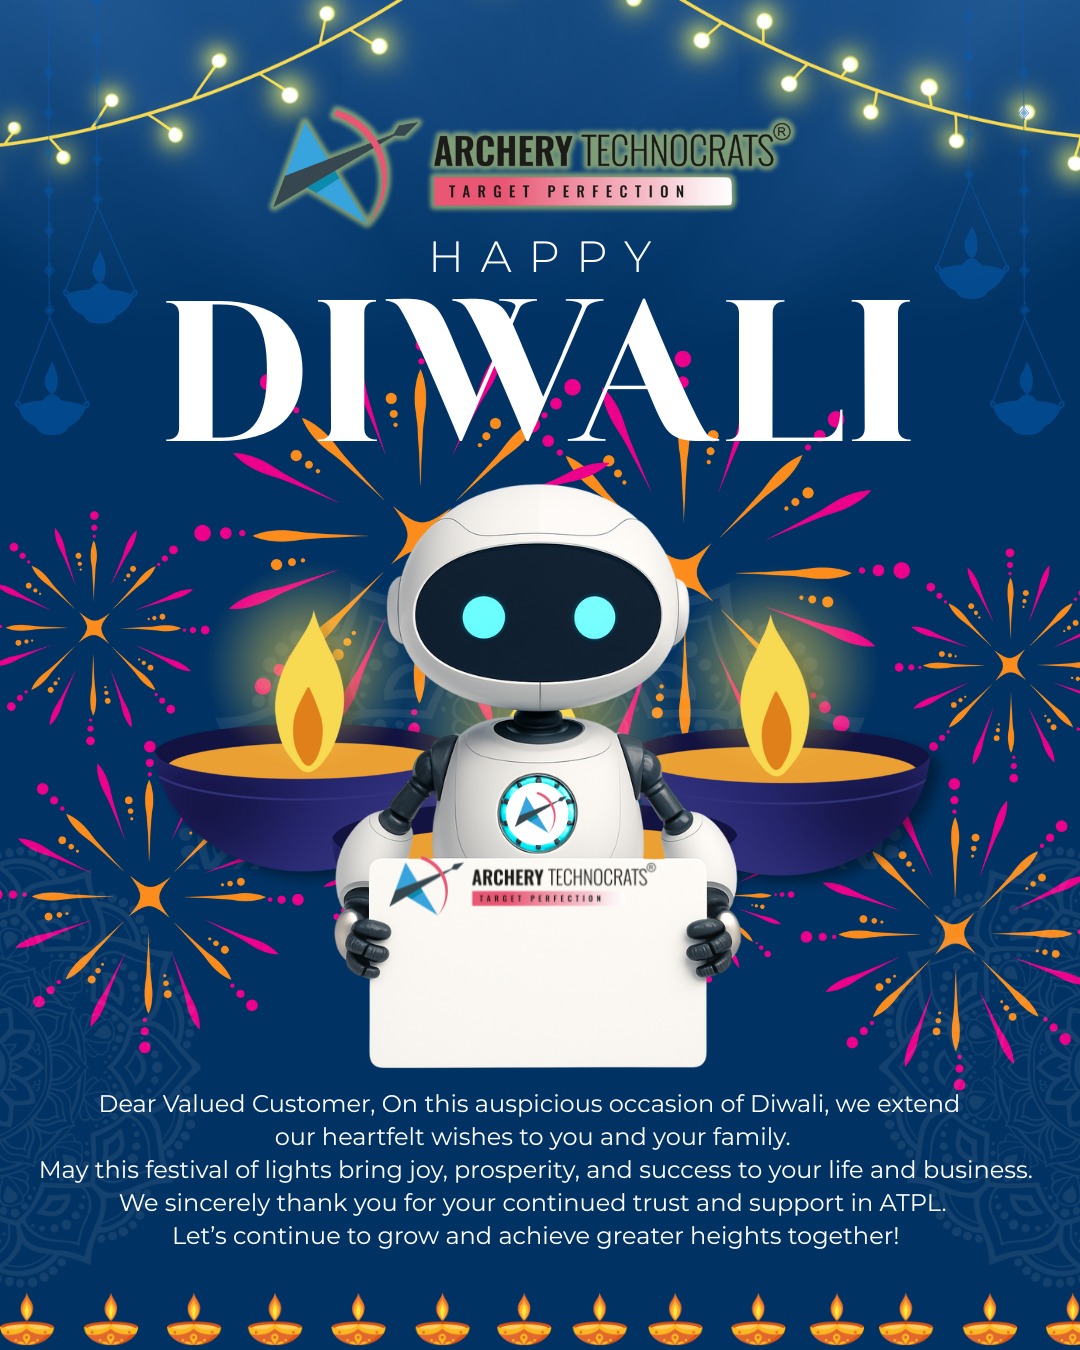 ARCHERY TECHNOCRATS®
TARGET PERFECTION
HAPPY
DIWALI
ARCHERY TECHNOCRATS®
TARGET PERFECTION
Dear Valued Customer, On this auspicious occasion of Diwali, we extend
our heartfelt wishes to you and your family.
May this festival of lights bring joy, prosperity, and success to your life and business.
We sincerely thank you for your continued trust and support in ATPL.
Let’s continue to grow and achieve greater heights together!